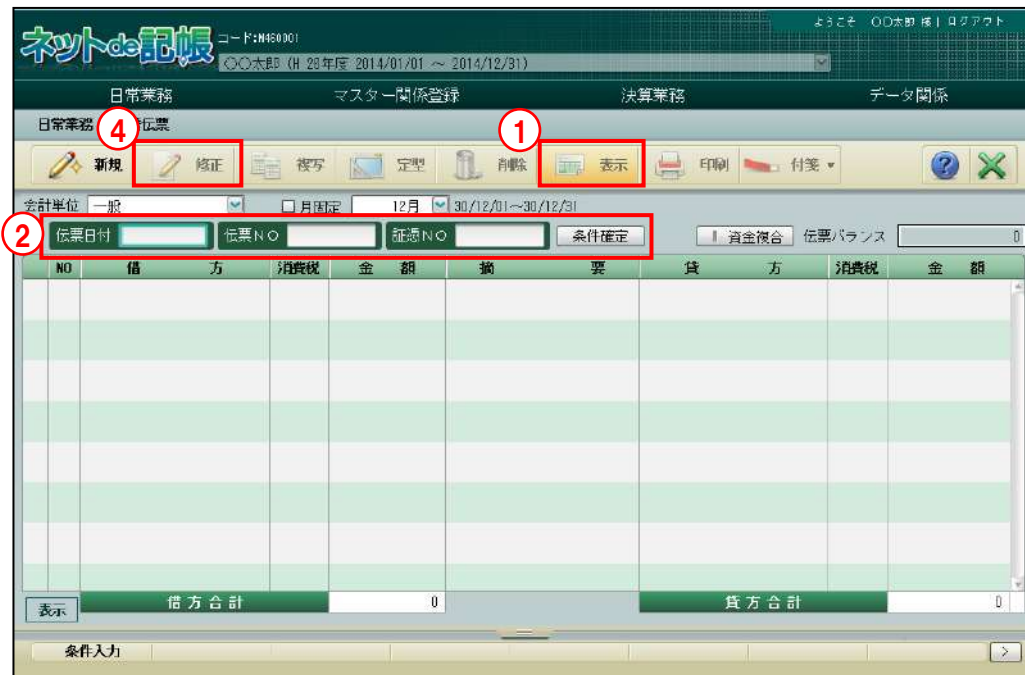 ようこそ 〇〇太郎 様 | ログアウト
ネットde記帳 コード:N460001
〇〇太郎 (H 26年度 2014/01/01 ～ 2014/12/31)
日常業務 マスター関係登録 決算業務 データ関係
日常業務 伝票
④ ①
新規 修正 複写 定型 削除 表示 印刷 付箋
会計単位 一般 月固定 12月 30/12/01～30/12/31
② 伝票日付 伝票NO 証憑NO 条件確定 資金複合 伝票バランス 0
NO 借方 消費税 金額 摘要 貸方 消費税 金額
表示 借方合計 0 貸方合計 0
条件入力